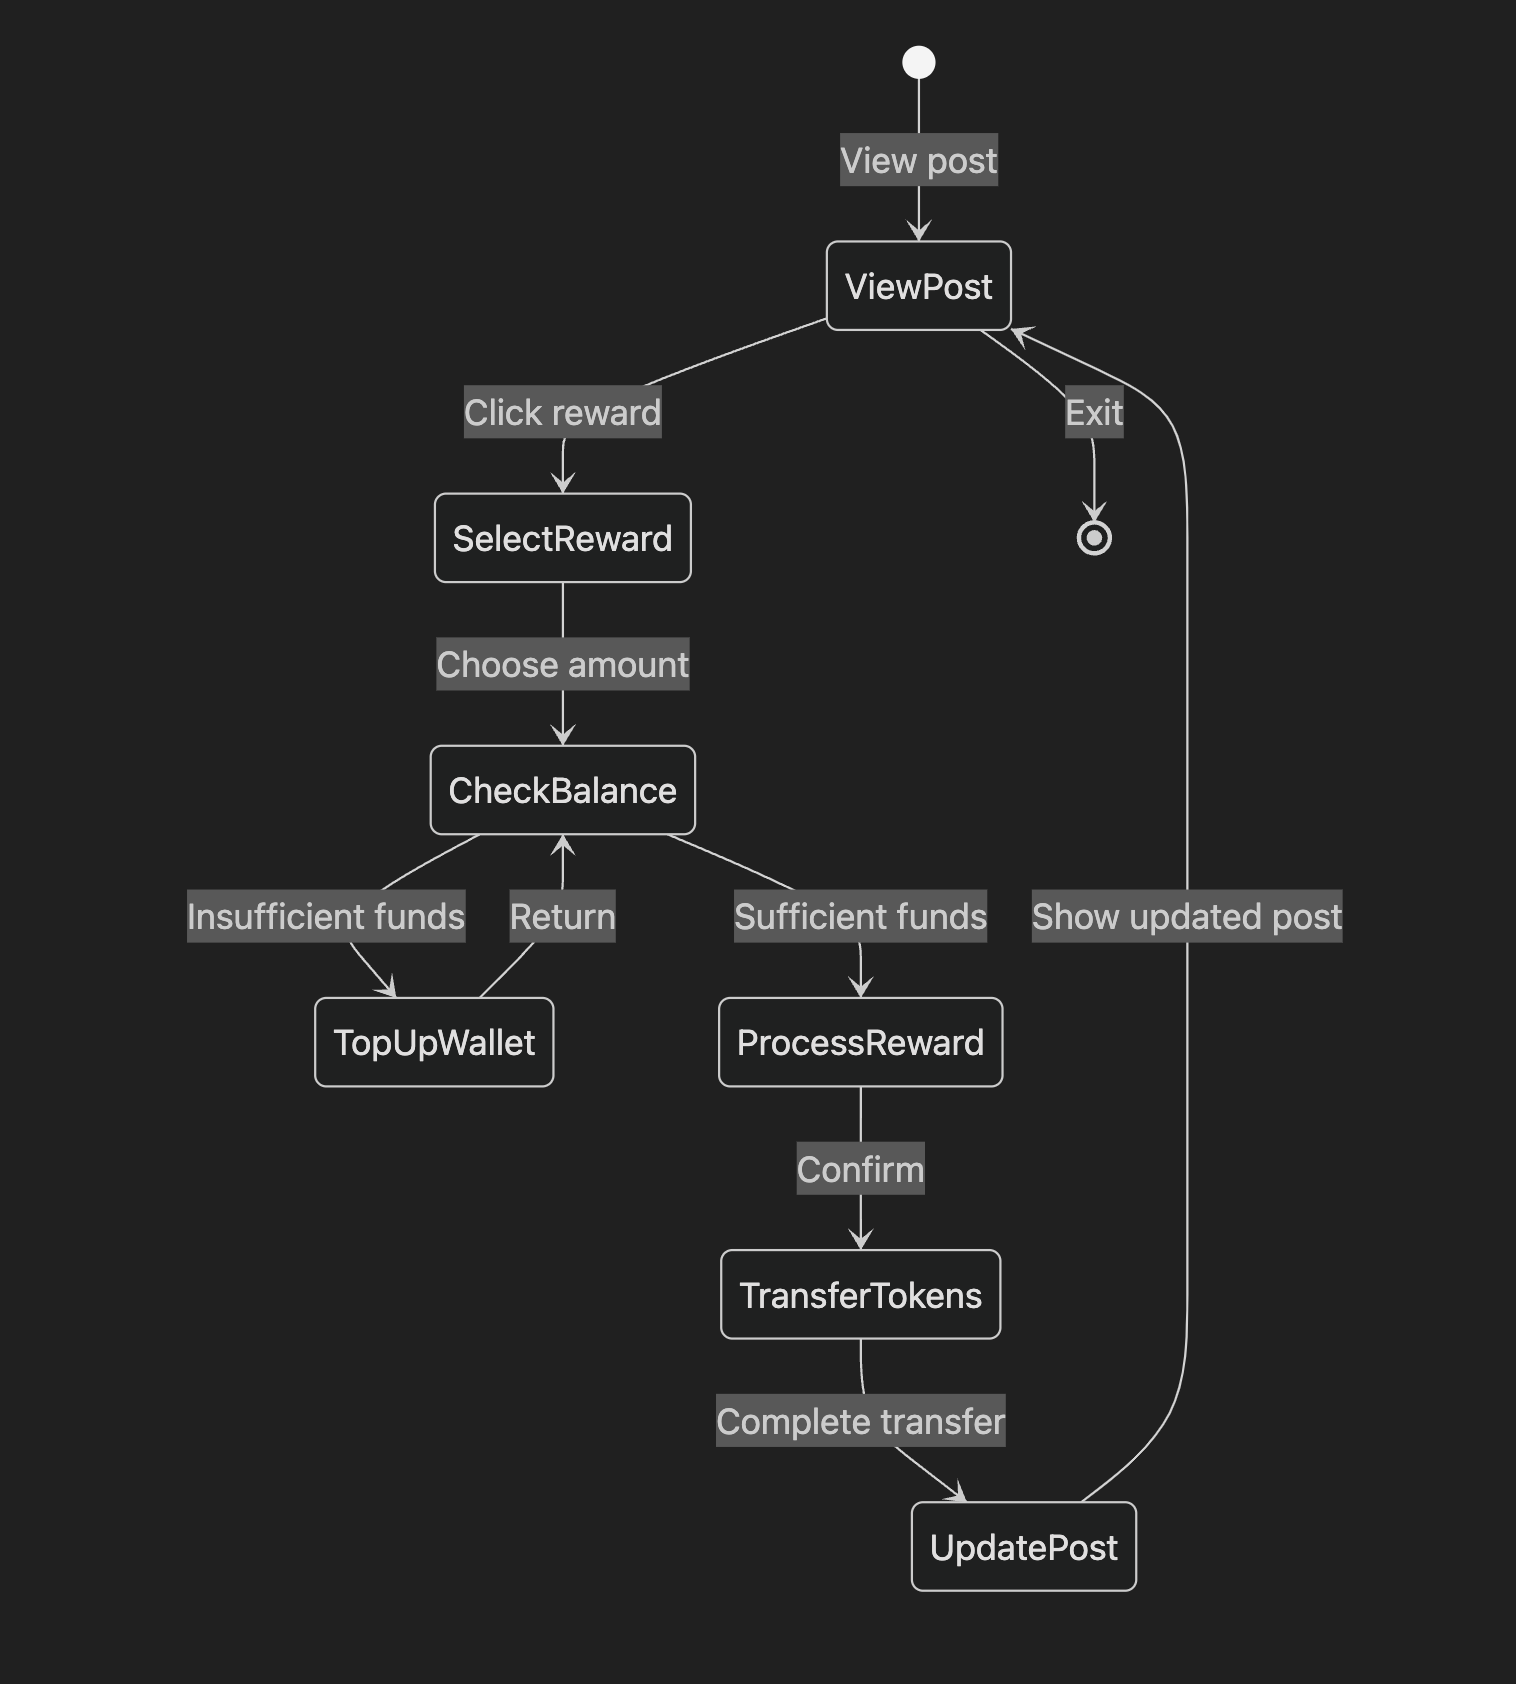 View post
ViewPost
Click reward
Exit
SelectReward
Choose amount
CheckBalance
Insufficient funds
Return
Sufficient funds
Show updated post
TopUpWallet
ProcessReward
Confirm
TransferTokens
Complete transfer
UpdatePost